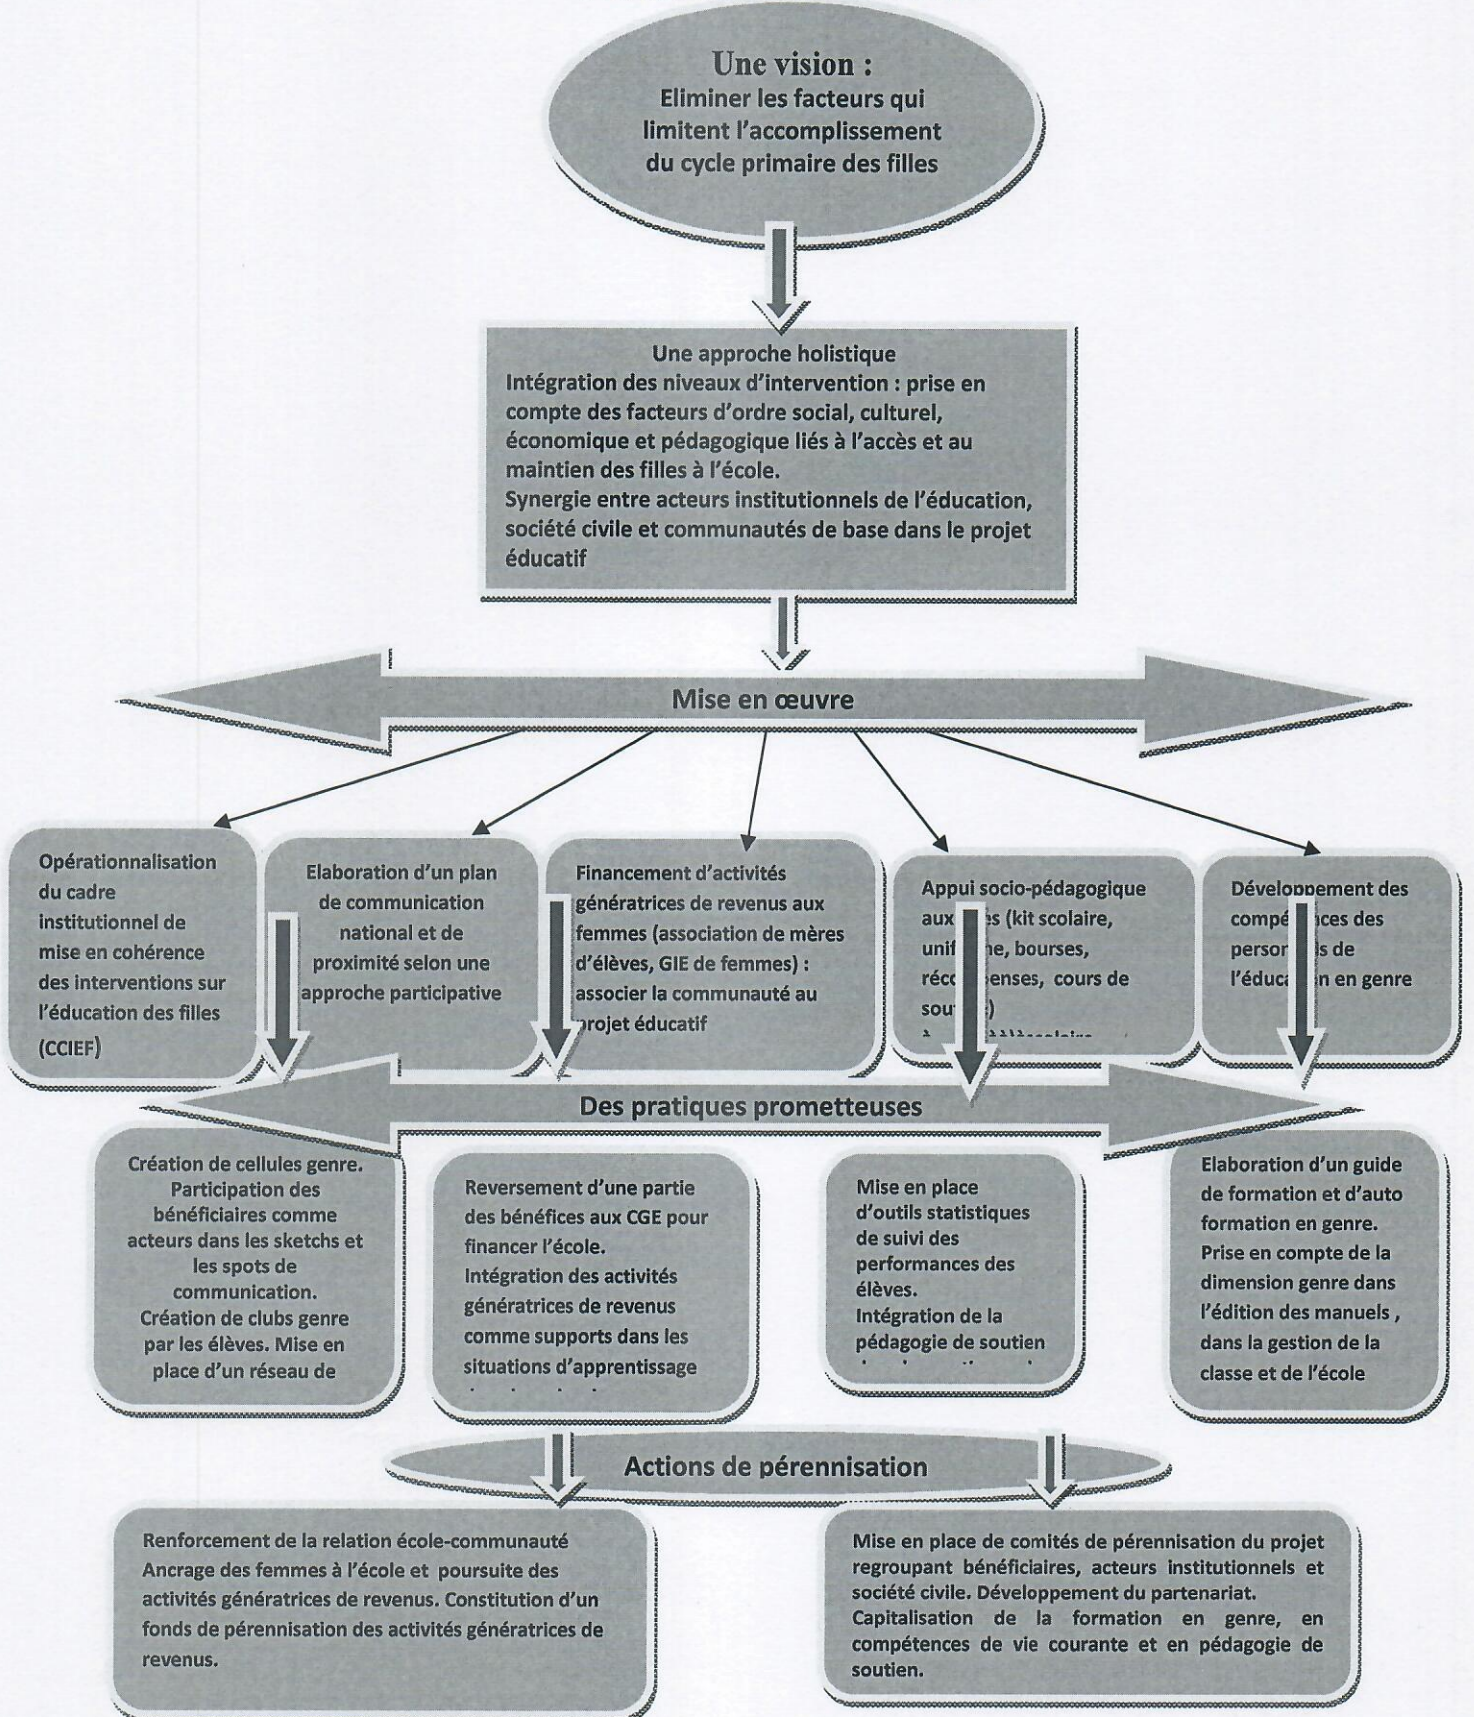 Une vision :
Eliminer les facteurs qui
limitent l'accomplissement
du cycle primaire des filles
Une approche holistique
Intégration des niveaux d'intervention : prise en
compte des facteurs d'ordre social, culturel,
économique et pédagogique liés à l'accès et au
maintien des filles à l'école.
Synergie entre acteurs institutionnels de l'éducation,
société civile et communautés de base dans le projet
éducatif
Mise en œuvre
Opérationnalisation
du cadre
institutionnel de
mise en cohérence
des interventions sur
l'éducation des filles
(CCIEF)
Elaboration d'un plan
de communication
national et de
proximité selon une
approche participative
Financement d'activités
génératrices de revenus aux
femmes (association de mères
d'élèves, GIE de femmes) :
associer la communauté au
projet éducatif
Appui socio-pédagogique
(kit scolaire,
bourses,
cours de
Développement des
des
de
en genre
Des pratiques prometteuses
Création de cellules genre.
Participation des
bénéficiaires comme
acteurs dans les sketchs et
les spots de
communication.
Création de clubs genre
par les élèves. Mise en
place d'un réseau de
Reversement d'une partie
des bénéfices aux CGE pour
financer l'école.
Intégration des activités
génératrices de revenus
comme supports dans les
situations d'apprentissage
Mise en place
d'outils statistiques
de suivi des
performances des
élèves.
Intégration de la
pédagogie de soutien
Elaboration d'un guide
de formation et d'auto
formation en genre.
Prise en compte de la
dimension genre dans
l'édition des manuels ,
dans la gestion de la
classe et de l'école
Actions de pérennisation
Renforcement de la relation école-communauté
Ancrage des femmes à l'école et poursuite des
activités génératrices de revenus. Constitution d'un
fonds de pérennisation des activités génératrices de
revenus.
Mise en place de comités de pérennisation du projet
regroupant bénéficiaires, acteurs institutionnels et
société civile. Développement du partenariat.
Capitalisation de la formation en genre, en
compétences de vie courante et en pédagogie de
soutien.